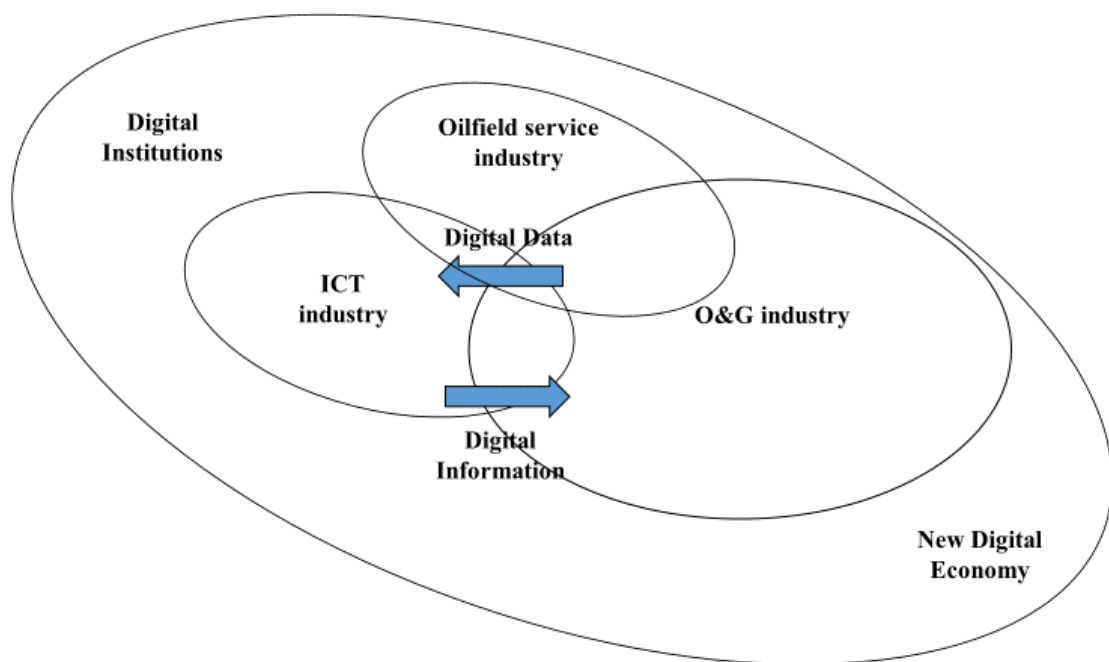 Digital
Institutions
Oilfield service
industry
Digital Data
ICT
industry
O&G industry
Digital
Information
New Digital
Economy